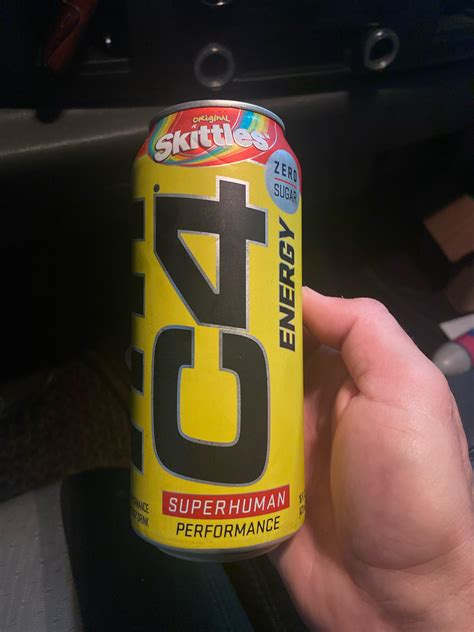 ORIGINAL
Skittles
ZERO
SUGAR
C4
ENERGY
SUPERHUMAN
PERFORMANCE